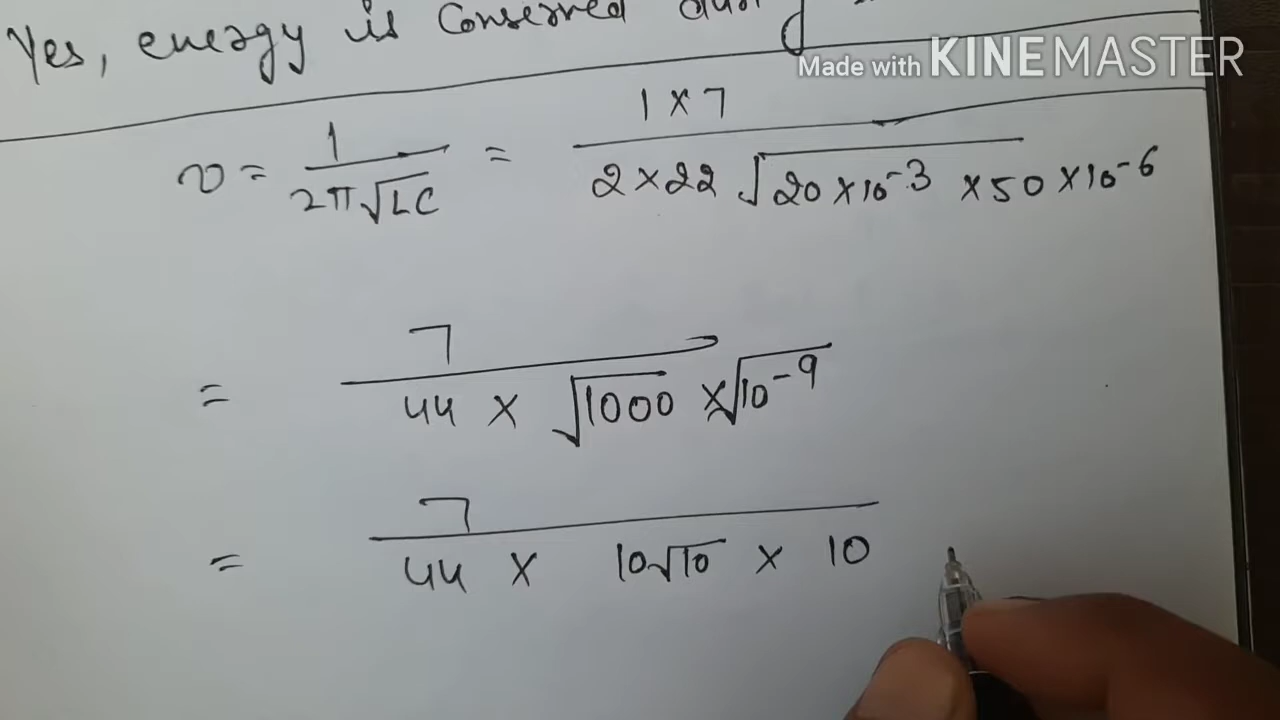 Yes, energy is conserved
Made with KINEMASTER
ν = 1 / 2π√LC = 1 × 7 / 2 × 22 √20 × 10⁻³ × 50 × 10⁻⁶
= 7 / 44 × √1000 × √10⁻⁹
= 7 / 44 × 10√10 × 10